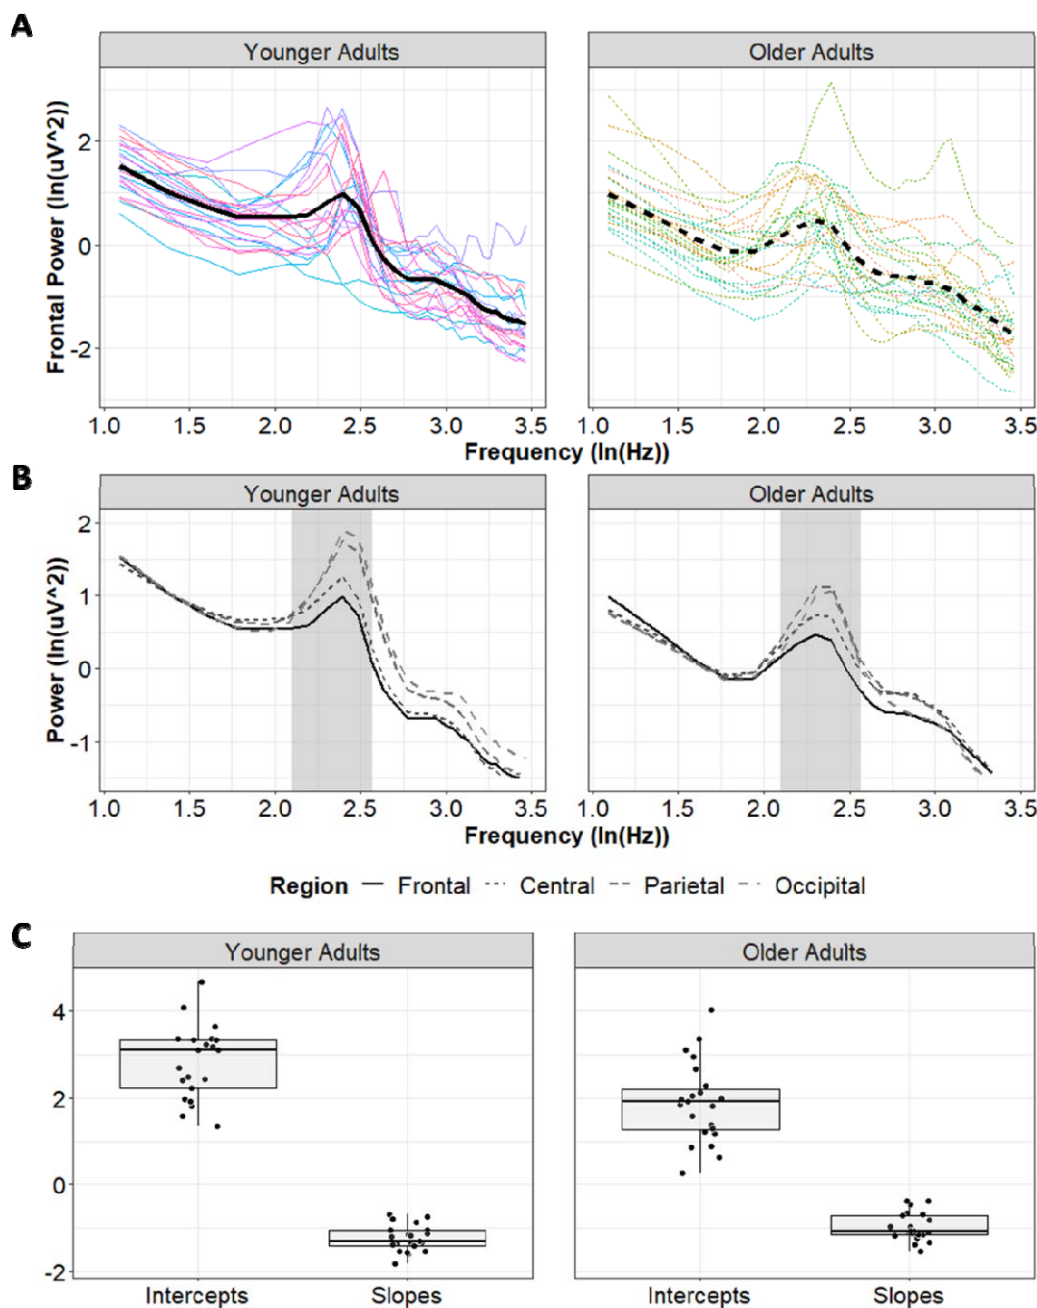 A
Younger Adults Older Adults
Frontal Power (ln(uV^2))
2
0
-2
1.0 1.5 2.0 2.5 3.0 3.5 1.0 1.5 2.0 2.5 3.0 3.5
Frequency (ln(Hz))
B
Younger Adults Older Adults
Power (ln(uV^2))
2
1
0
-1
1.0 1.5 2.0 2.5 3.0 3.5 1.0 1.5 2.0 2.5 3.0 3.5
Frequency (ln(Hz))
Region Frontal Central Parietal Occipital
C
Younger Adults Older Adults
4
2
0
-2
Intercepts Slopes Intercepts Slopes